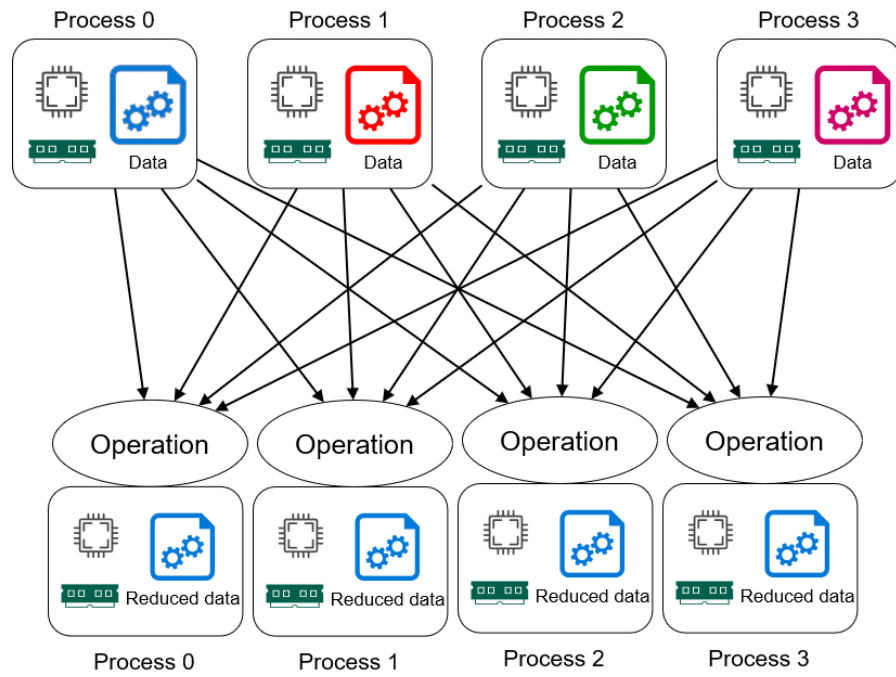 Process 0
Process 1
Process 2
Process 3
Data
Data
Data
Data
Operation
Operation
Operation
Operation
Reduced data
Reduced data
Reduced data
Reduced data
Process 0
Process 1
Process 2
Process 3